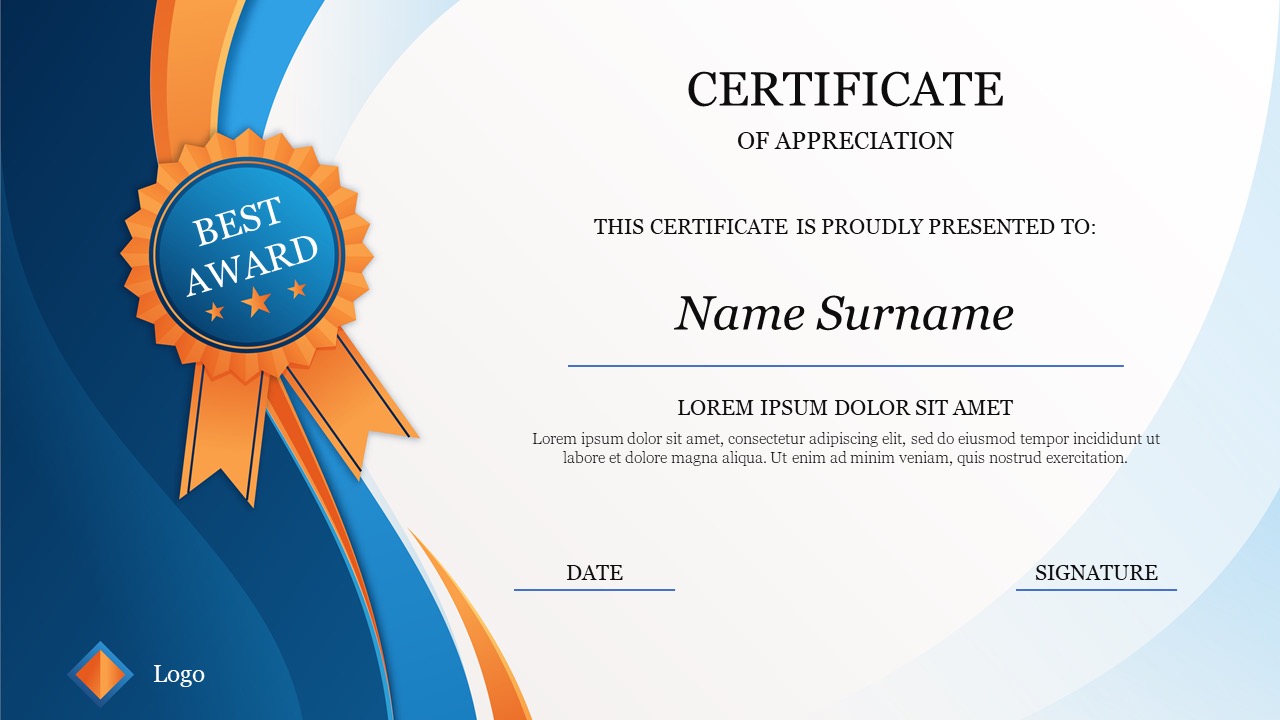 CERTIFICATE
OF APPRECIATION
BEST
AWARD
THIS CERTIFICATE IS PROUDLY PRESENTED TO:
Name Surname
LOREM IPSUM DOLOR SIT AMET
Lorem ipsum dolor sit amet, consectetur adipiscing elit, sed do eiusmod tempor incididunt ut
labore et dolore magna aliqua. Ut enim ad minim veniam, quis nostrud exercitation.
DATE
SIGNATURE
Logo